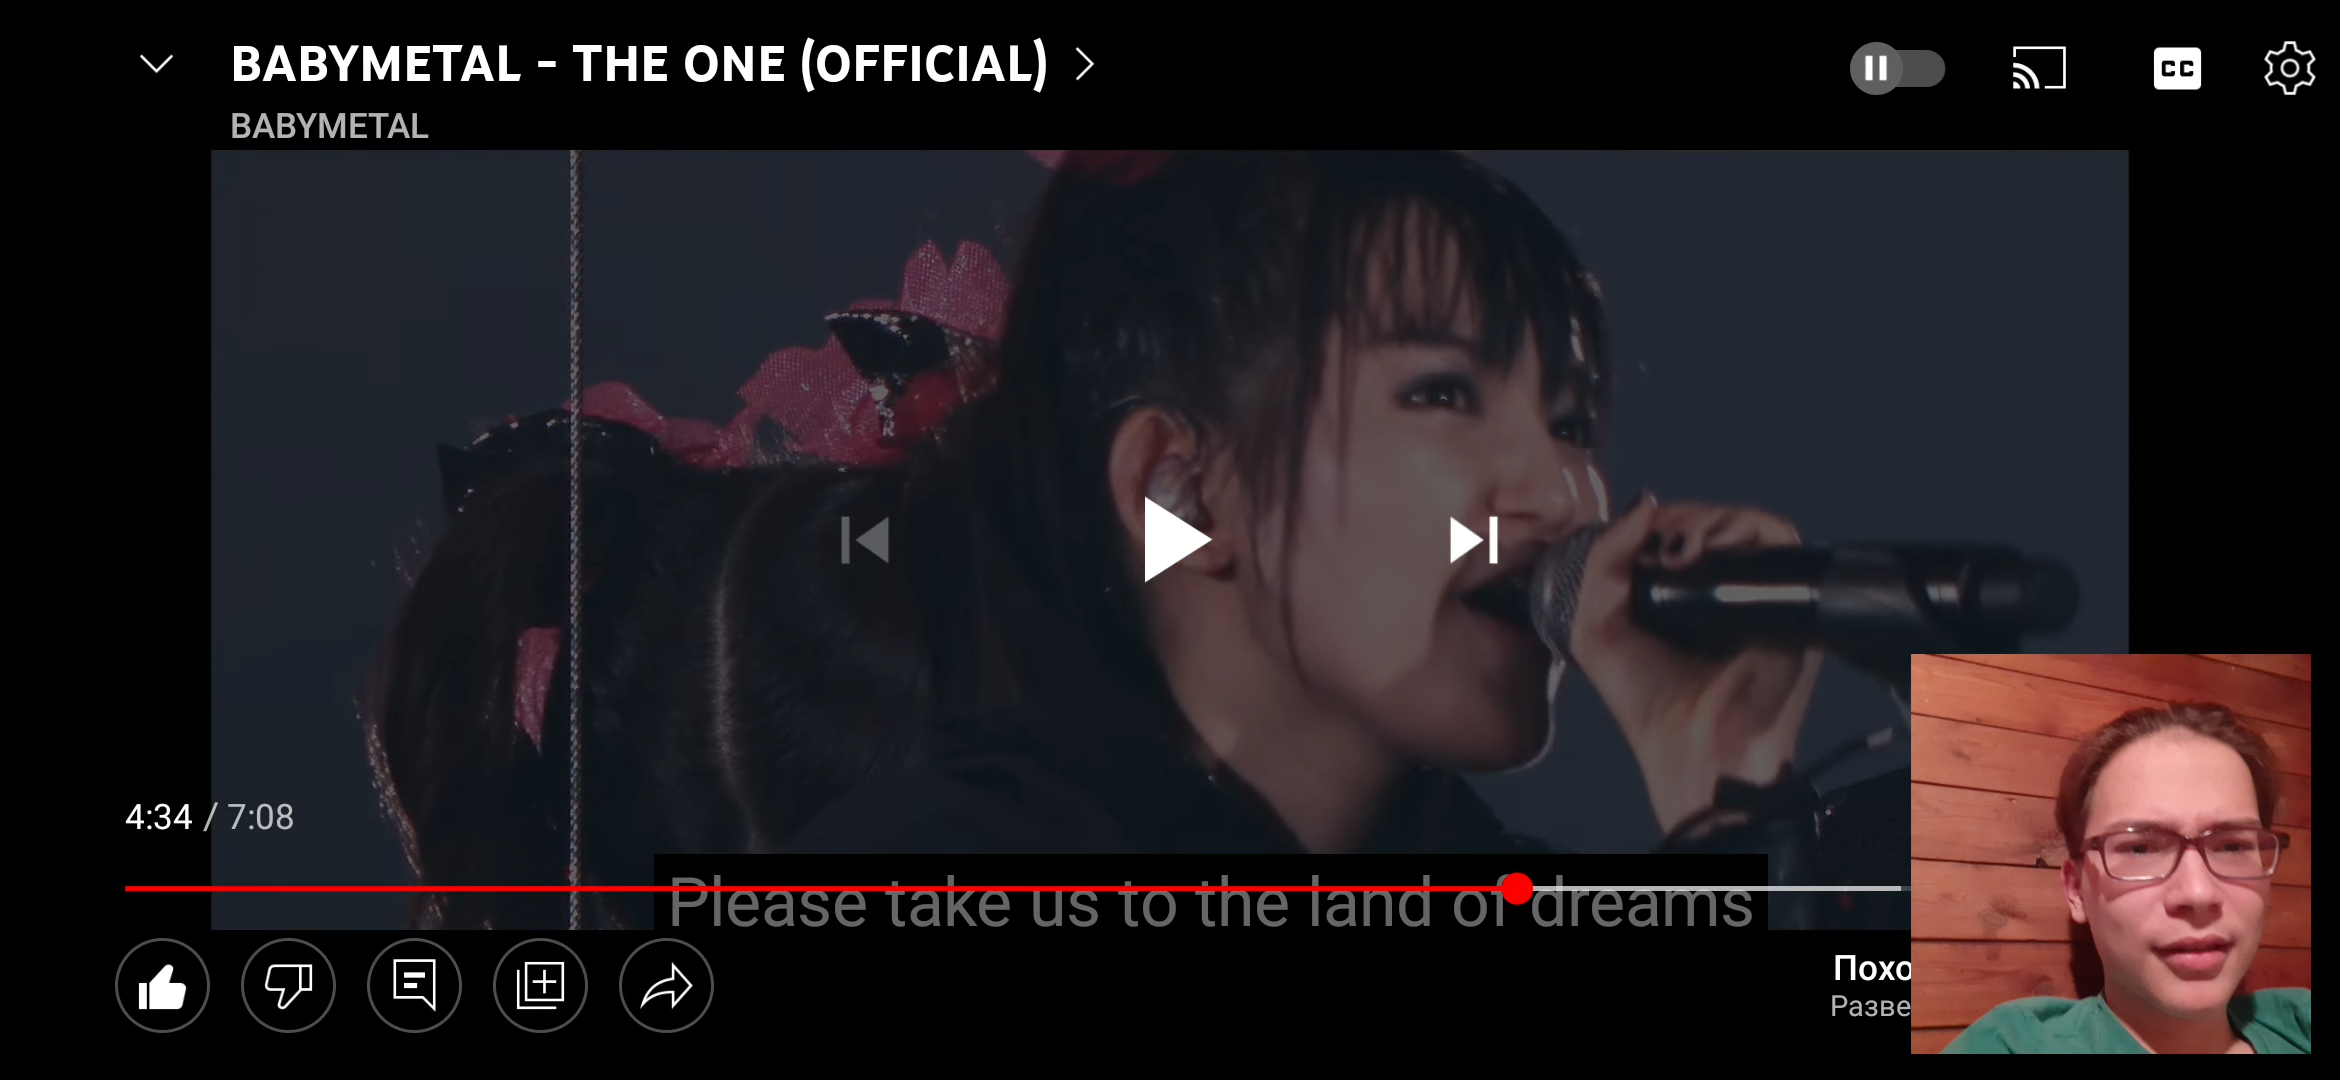 BABYMETAL - THE ONE (OFFICIAL)
BABYMETAL
CC
4:34 / 7:08
Please take us to the land of dreams
Похо
Разве